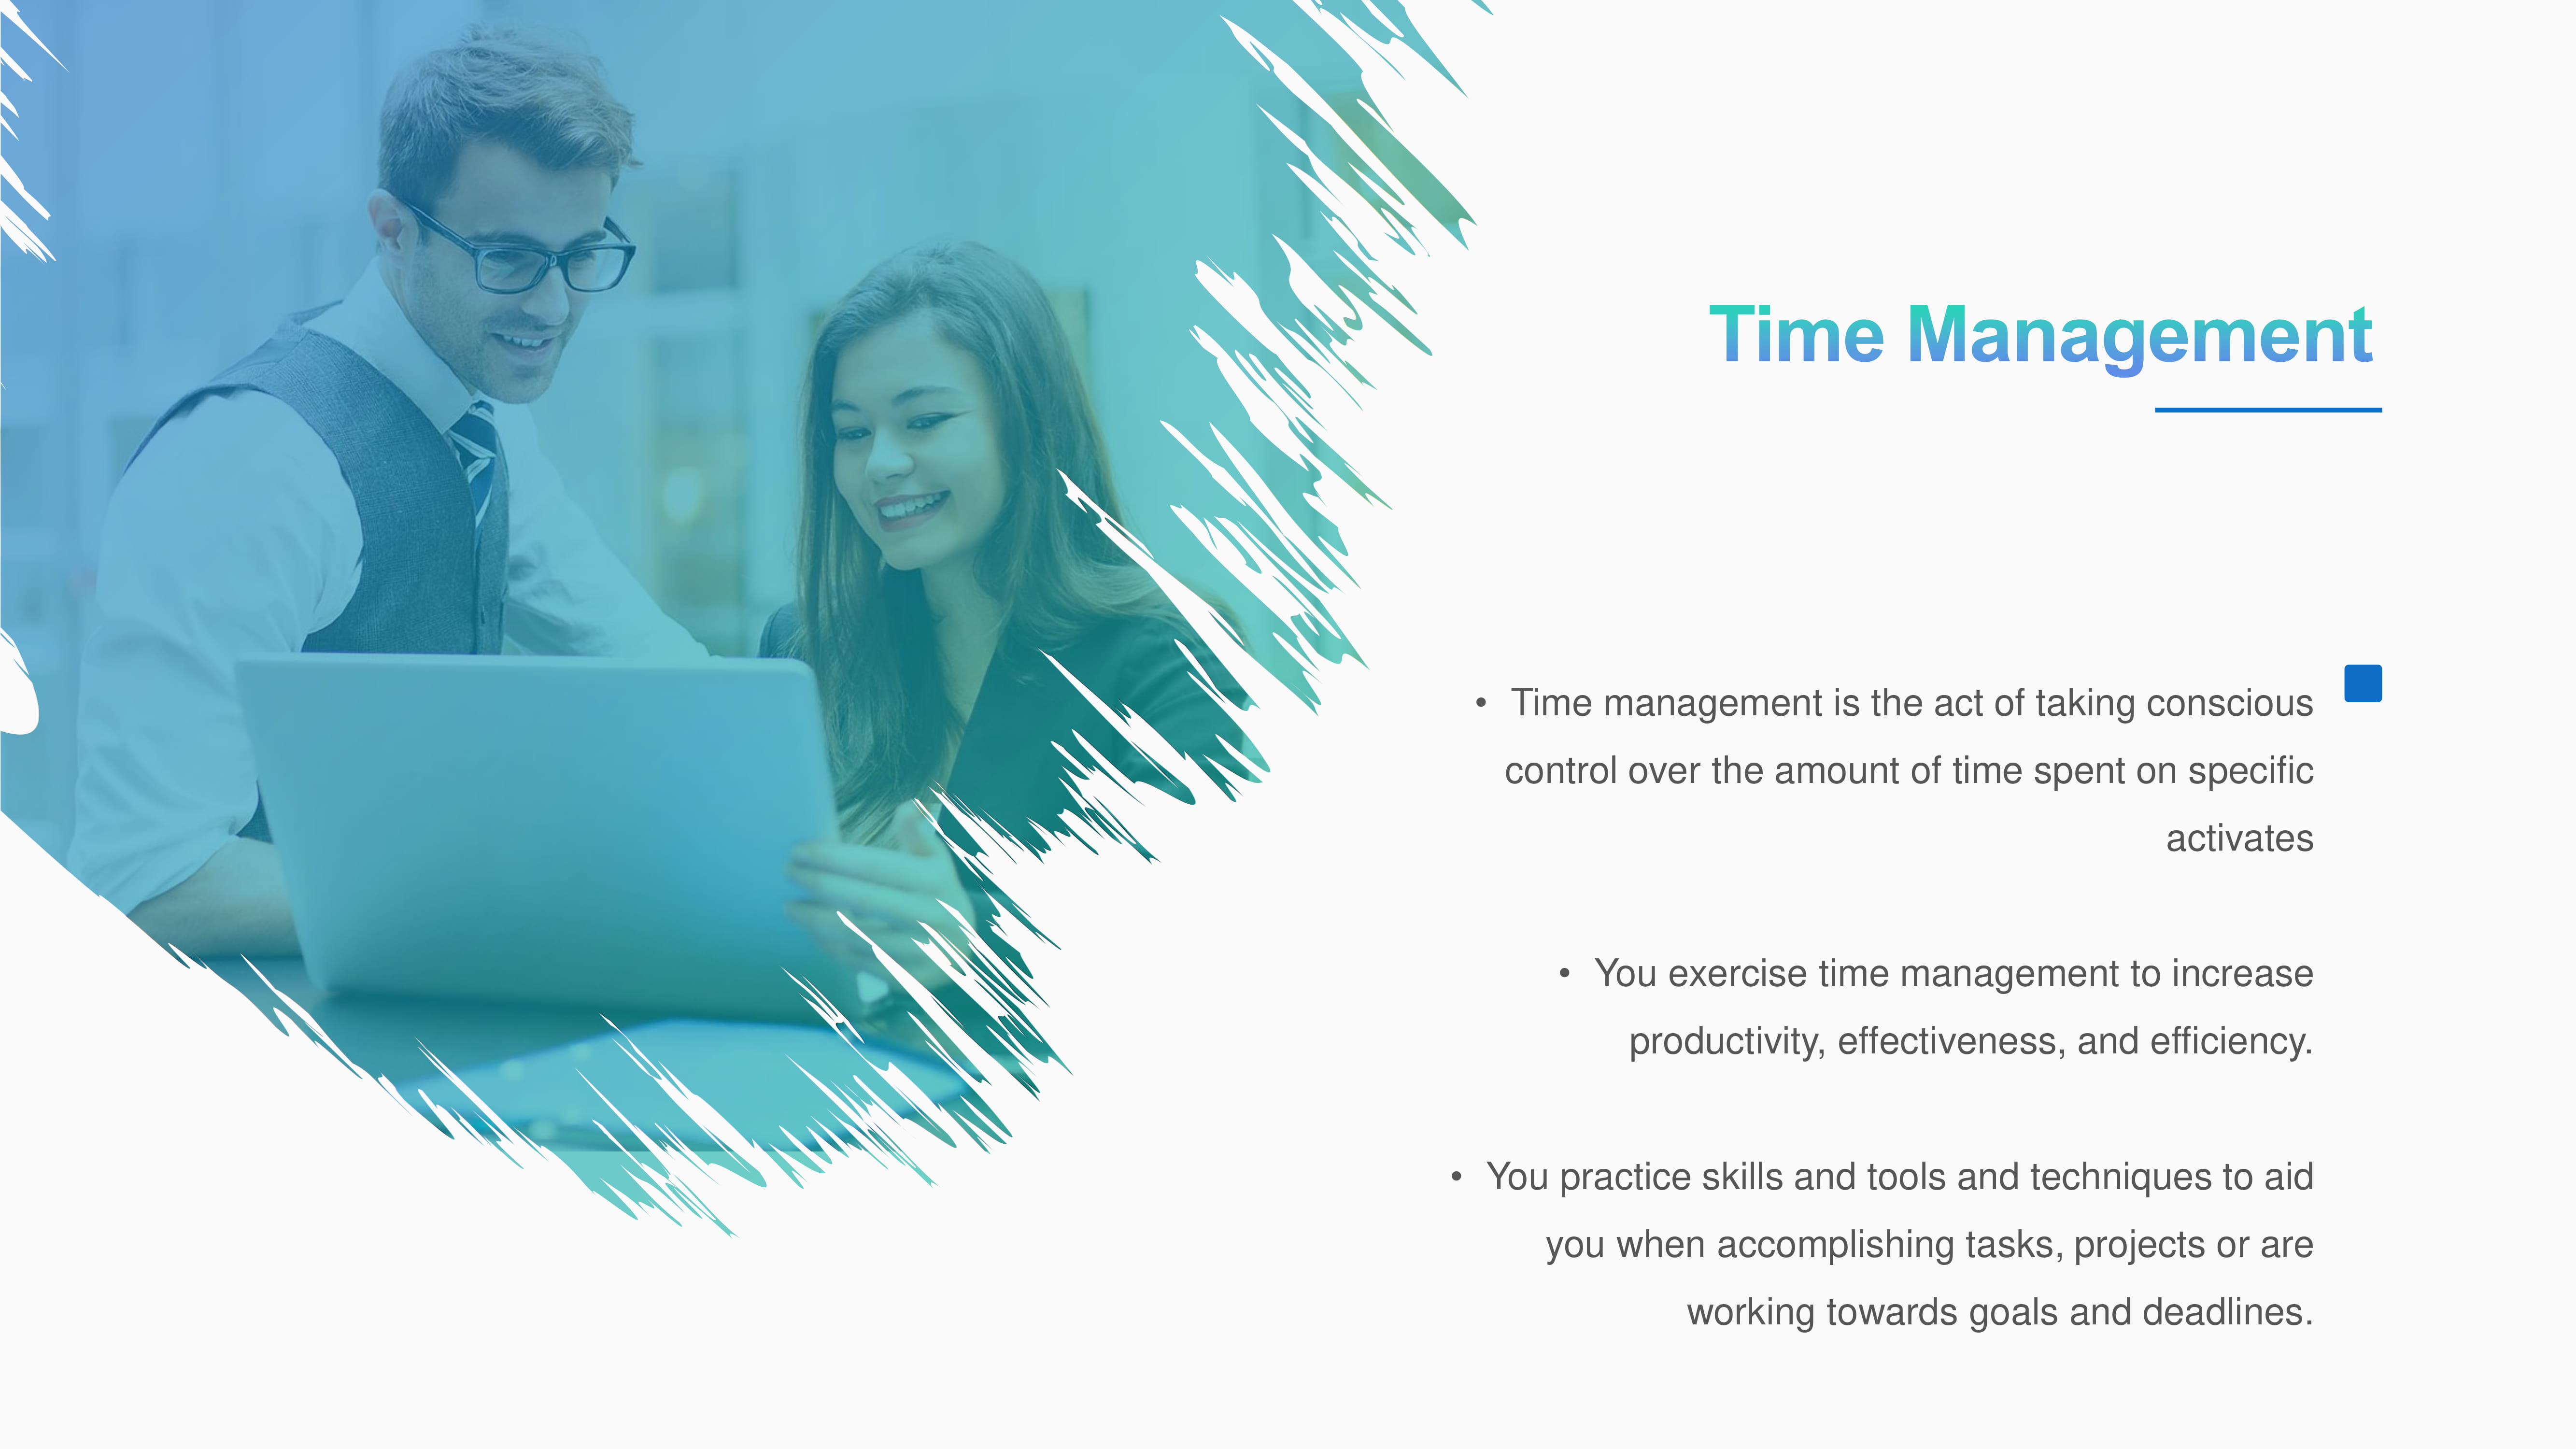 Time Management
• Time management is the act of taking conscious
control over the amount of time spent on specific
activates
• You exercise time management to increase
productivity, effectiveness, and efficiency.
• You practice skills and tools and techniques to aid
you when accomplishing tasks, projects or are
working towards goals and deadlines.